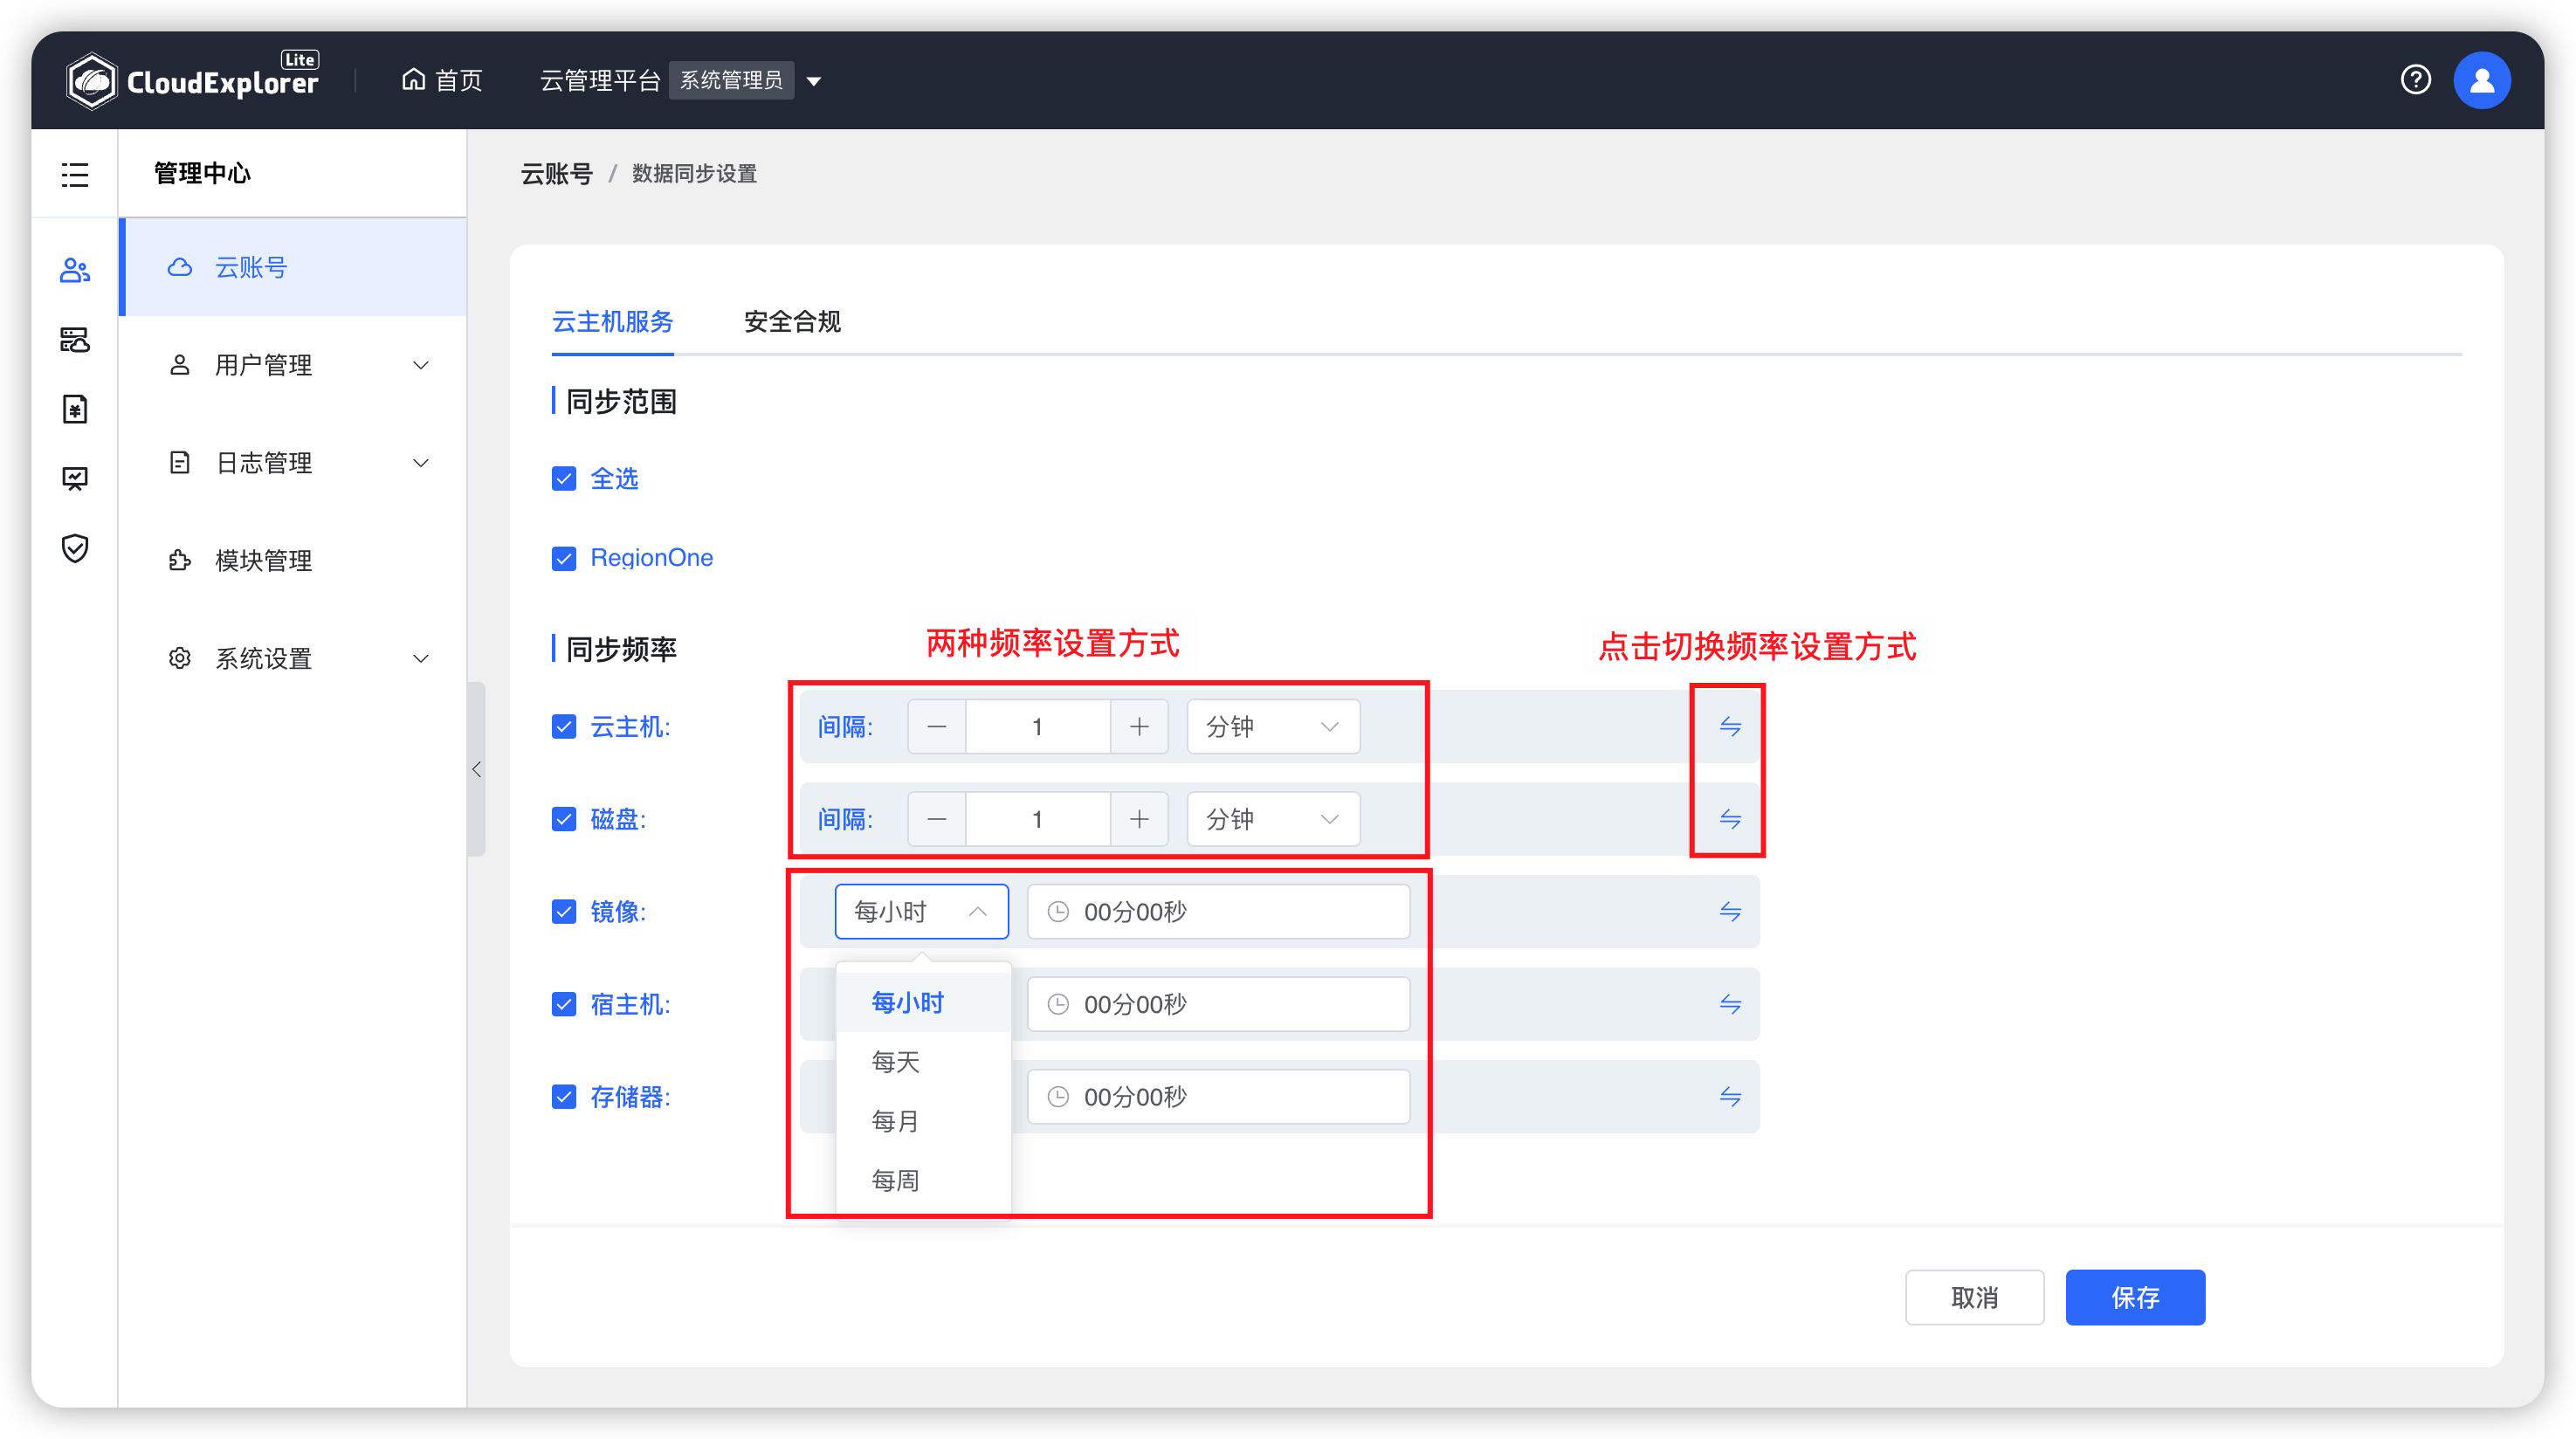 CloudExplorer Lite
首页
云管理平台 系统管理员
管理中心
云账号
用户管理
日志管理
模块管理
系统设置
云账号 / 数据同步设置
云主机服务 安全合规
同步范围
全选
RegionOne
同步频率
两种频率设置方式
点击切换频率设置方式
云主机: 间隔: 1 分钟
磁盘: 间隔: 1 分钟
镜像: 每小时 00分00秒
宿主机: 00分00秒
存储器: 00分00秒
每小时
每天
每月
每周
取消 保存